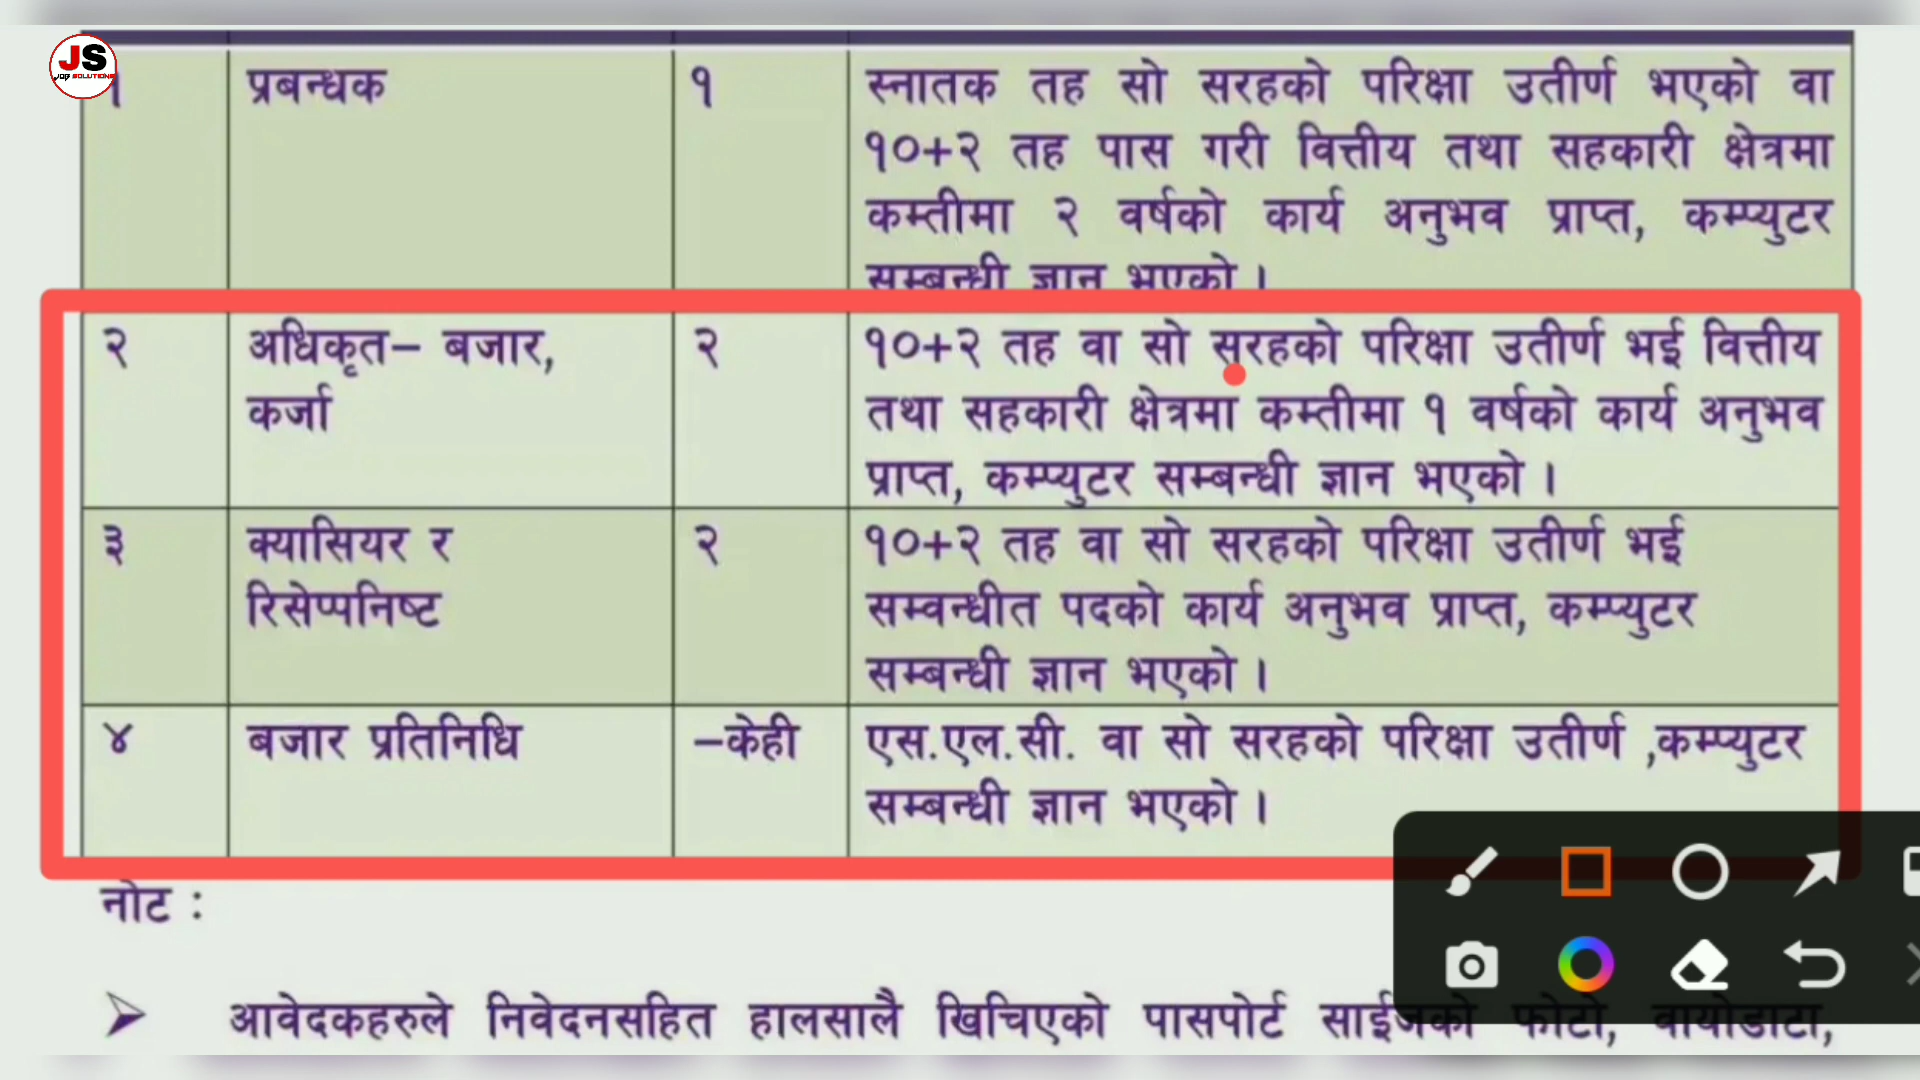 JS
JOB SOLUTIONS
१ प्रबन्धक १ स्नातक तह सो सरहको परिक्षा उतीर्ण भएको वा
१०+२ तह पास गरी वित्तीय तथा सहकारी क्षेत्रमा
कम्तीमा २ वर्षको कार्य अनुभव प्राप्त, कम्प्युटर
सम्बन्धी ज्ञान भएको ।
२ अधिकृत– बजार, २ १०+२ तह वा सो सरहको परिक्षा उतीर्ण भई वित्तीय
कर्जा तथा सहकारी क्षेत्रमा कम्तीमा १ वर्षको कार्य अनुभव
प्राप्त, कम्प्युटर सम्बन्धी ज्ञान भएको ।
३ क्यासियर र २ १०+२ तह वा सो सरहको परिक्षा उतीर्ण भई
रिसेप्पनिष्ट सम्वन्धीत पदको कार्य अनुभव प्राप्त, कम्प्युटर
सम्बन्धी ज्ञान भएको ।
४ बजार प्रतिनिधि –केही एस.एल.सी. वा सो सरहको परिक्षा उतीर्ण ,कम्प्युटर
सम्बन्धी ज्ञान भएको ।
नोट :
आवेदकहरुले निवेदनसहित हालसालै खिचिएको पासपोर्ट साईजको फोटो, वायोडाटा,